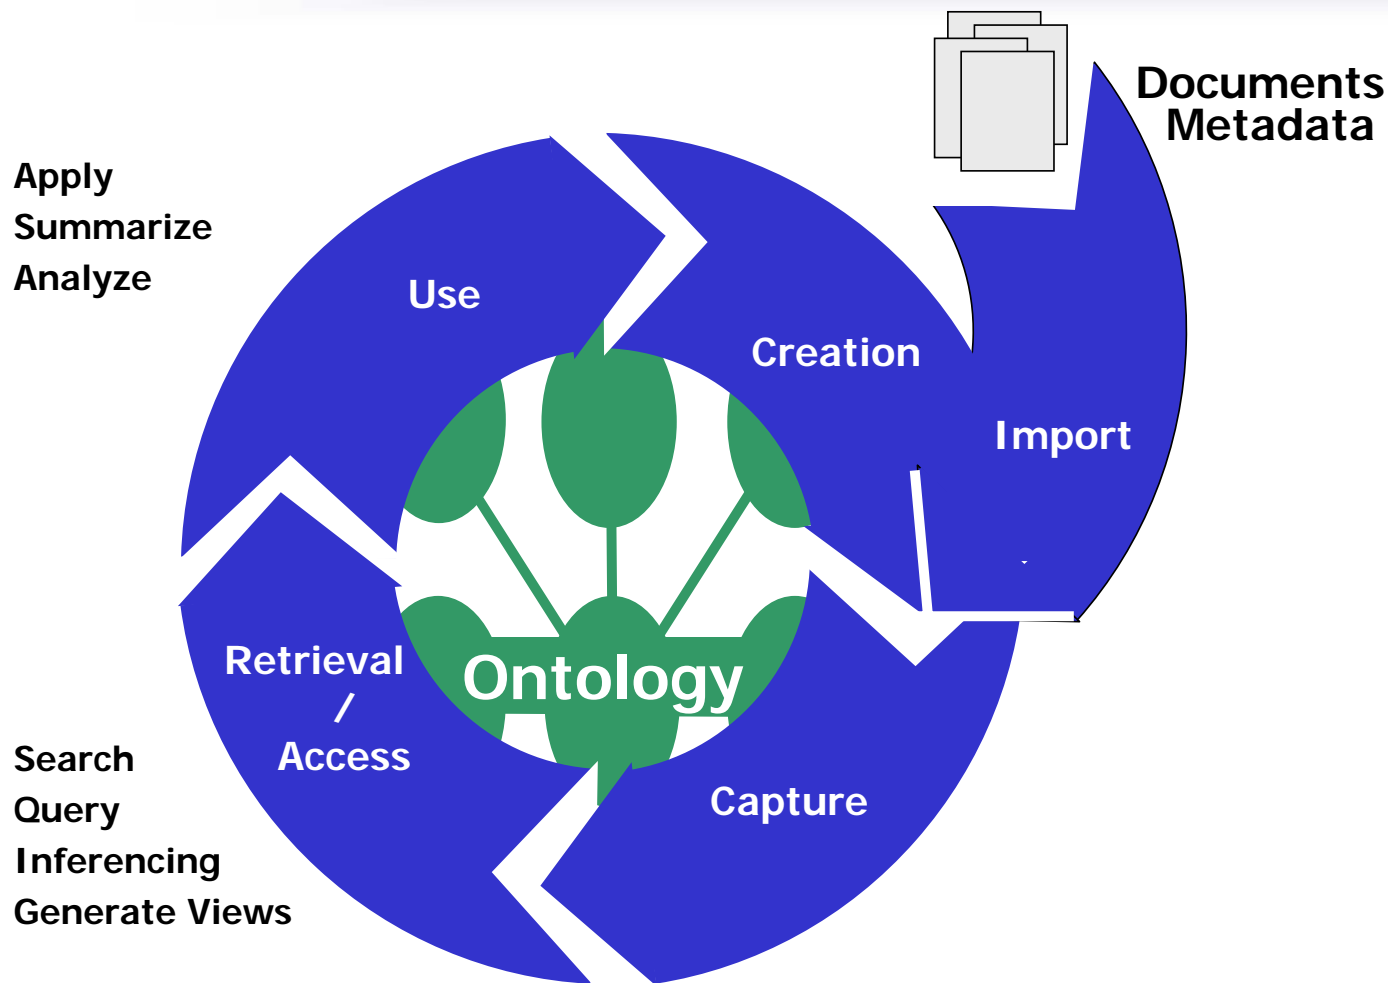 Documents
Metadata
Apply
Summarize
Analyze
Use
Creation
Import
Retrieval
/
Access
Ontology
Capture
Search
Query
Inferencing
Generate Views